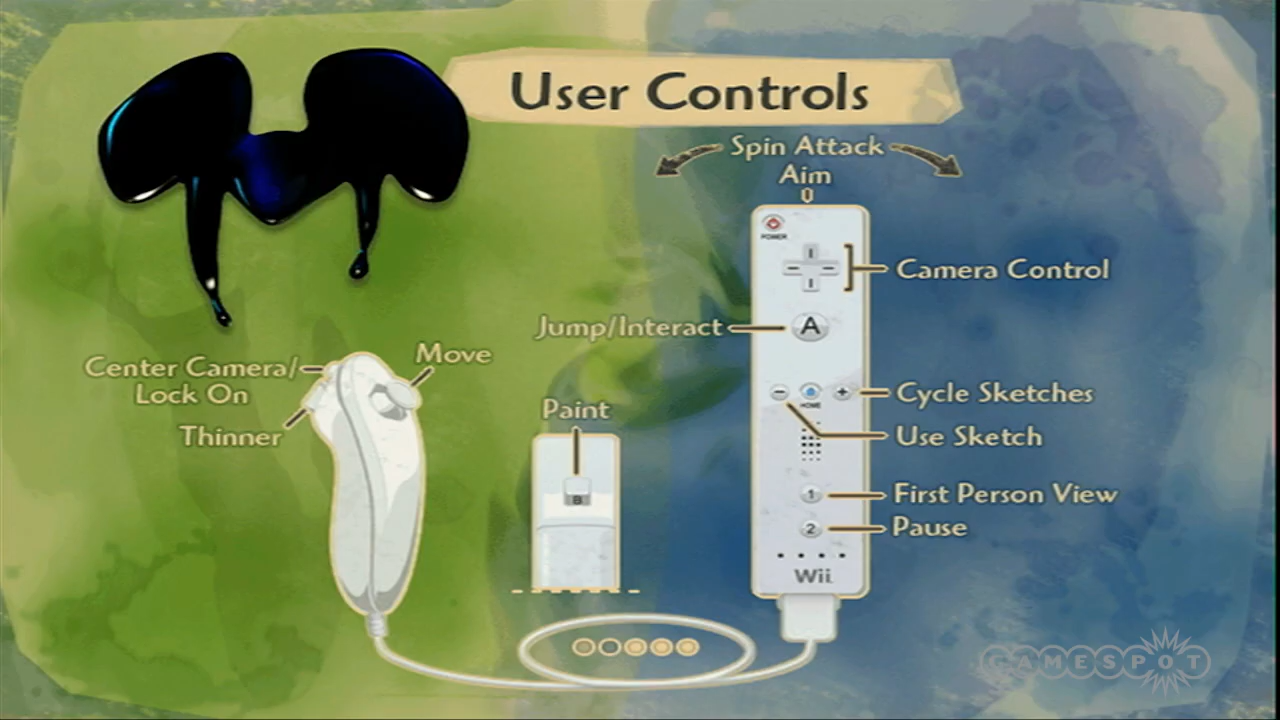 User Controls
Spin Attack
Aim
POWER
Camera Control
Jump/Interact
A
Center Camera/
Lock On
Move
Thinner
Paint
B
- HOME +
Cycle Sketches
Use Sketch
1
First Person View
2
Pause
Wii
GAMESPOT